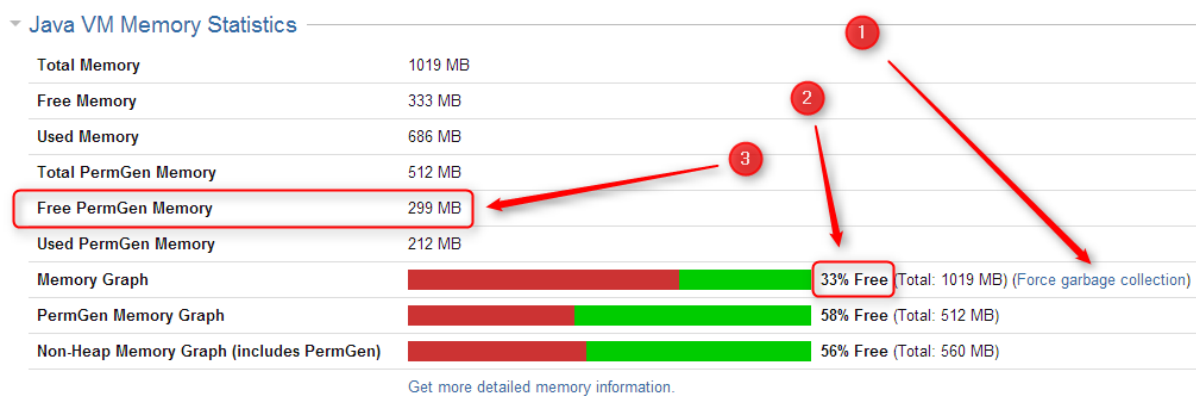 Java VM Memory Statistics
1
Total Memory 1019 MB
2
Free Memory 333 MB
Used Memory 686 MB
3
Total PermGen Memory 512 MB
Free PermGen Memory 299 MB
Used PermGen Memory 212 MB
Memory Graph 33% Free (Total: 1019 MB) (Force garbage collection)
PermGen Memory Graph 58% Free (Total: 512 MB)
Non-Heap Memory Graph (includes PermGen) 56% Free (Total: 560 MB)
Get more detailed memory information.